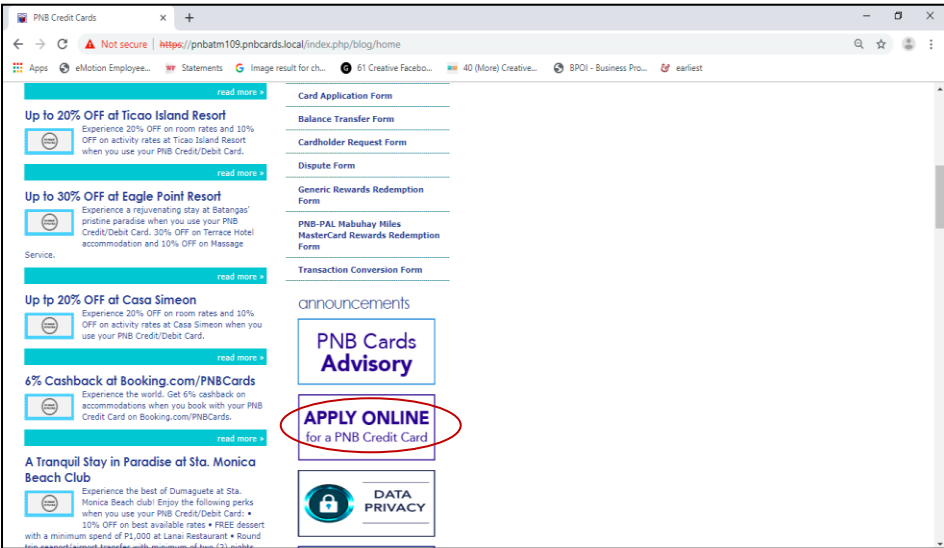 PNB Credit Cards
Not secure | https://pnbatm109.pnbcards.local/index.php/blog/home
Apps eMotion Employee... Statements Image result for ch... 61 Creative Facebo... 40 (More) Creative... BPOI - Business Pro... earliest
read more »
Up to 20% OFF at Ticao Island Resort
Experience 20% OFF on room rates and 10%
OFF on activity rates at Ticao Island Resort
when you use your PNB Credit/Debit Card.
read more »
Up to 30% OFF at Eagle Point Resort
Experience a rejuvenating stay at Batangas'
pristine paradise when you use your PNB
Credit/Debit Card. 30% OFF on Terrace Hotel
accommodation and 10% OFF on Massage
Service.
read more »
Up tp 20% OFF at Casa Simeon
Experience 20% OFF on room rates and 10%
OFF on activity rates at Casa Simeon when you
use your PNB Credit/Debit Card.
read more »
6% Cashback at Booking.com/PNBCards
Experience the world. Get 6% cashback on
accommodations when you book with your PNB
Credit Card on Booking.com/PNBCards.
read more »
A Tranquil Stay in Paradise at Sta. Monica
Beach Club
Experience the best of Dumaguete at Sta.
Monica Beach club! Enjoy the following perks
when you use your PNB Credit/Debit Card: •
10% OFF on best available rates • FREE dessert
with a minimum spend of P1,000 at Lanai Restaurant • Round
trip seaport/airport transfer with minimum of two (2) nights
Card Application Form
Balance Transfer Form
Cardholder Request Form
Dispute Form
Generic Rewards Redemption
Form
PNB-PAL Mabuhay Miles
MasterCard Rewards Redemption
Form
Transaction Conversion Form
announcements
PNB Cards
Advisory
APPLY ONLINE
for a PNB Credit Card
DATA
PRIVACY